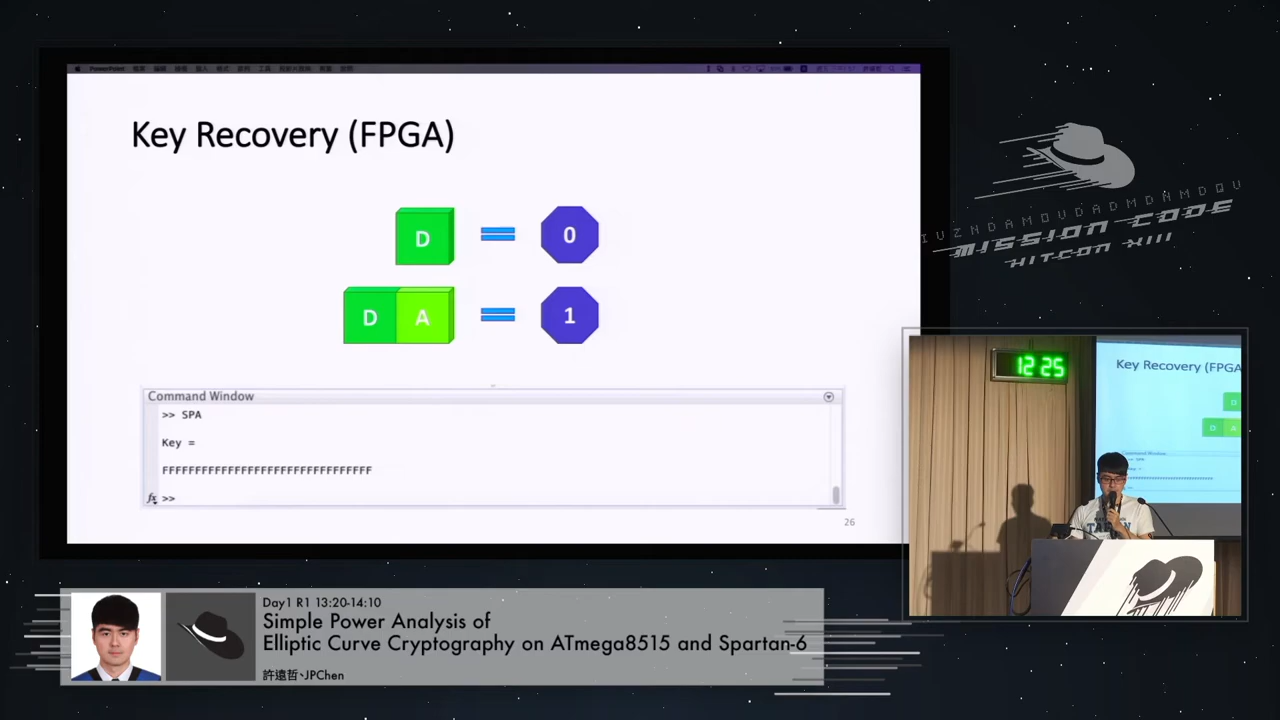 PowerPoint
Key Recovery (FPGA)
D
0
D A
1
Command Window
>> SPA
Key =
FFFFFFFFFFFFFFFFFFFFFFFFFFFFFFFF
fx >>
26
MISSION CODE
HITCON XIII
12 25
Key Recovery (FPGA
D
D A
Day1 R1 13:20-14:10
Simple Power Analysis of
Elliptic Curve Cryptography on ATmega8515 and Spartan-6
許遠哲、JPChen